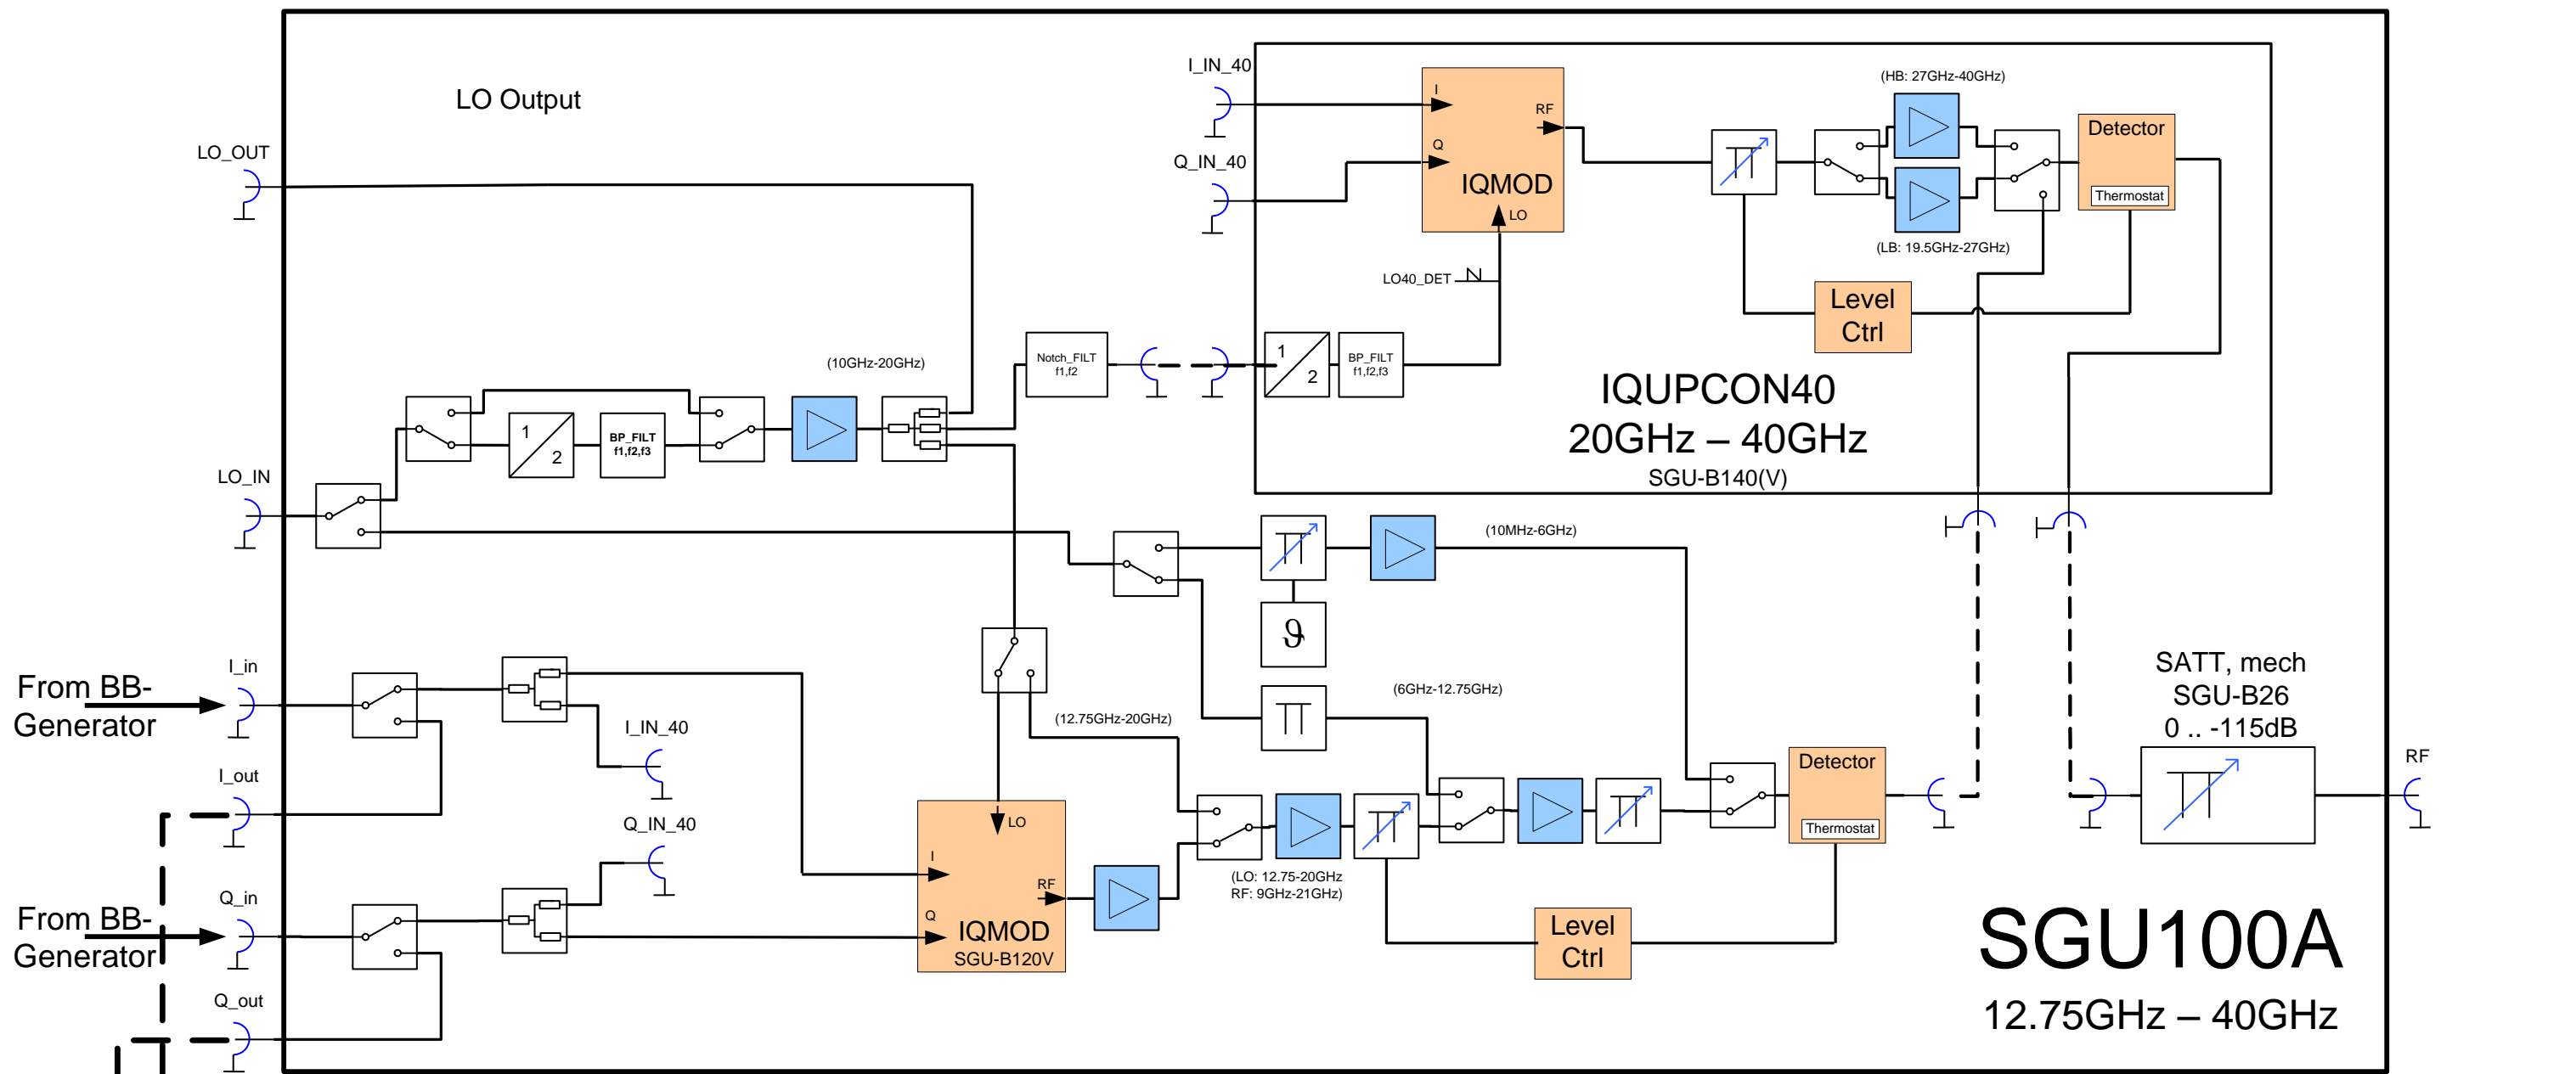 LO Output
LO_OUT
LO_IN
I_IN_40
Q_IN_40
I
Q
RF
IQMOD
LO
LO40_DET
(HB: 27GHz-40GHz)
(LB: 19.5GHz-27GHz)
Detector
Thermostat
Level
Ctrl
(10GHz-20GHz)
Notch_FILT
f1,f2
1
2
BP_FILT
f1,f2,f3
1
2
BP_FILT
f1,f2,f3
IQUPCON40
20GHz – 40GHz
SGU-B140(V)
(10MHz-6GHz)
ϑ
(6GHz-12.75GHz)
(12.75GHz-20GHz)
From BB-
Generator
I_in
I_out
I_IN_40
Q_IN_40
From BB-
Generator
Q_in
Q_out
LO
I
Q
RF
IQMOD
SGU-B120V
(LO: 12.75-20GHz
RF: 9GHz-21GHz)
Level
Ctrl
Detector
Thermostat
SATT, mech
SGU-B26
0 .. -115dB
RF
SGU100A
12.75GHz – 40GHz